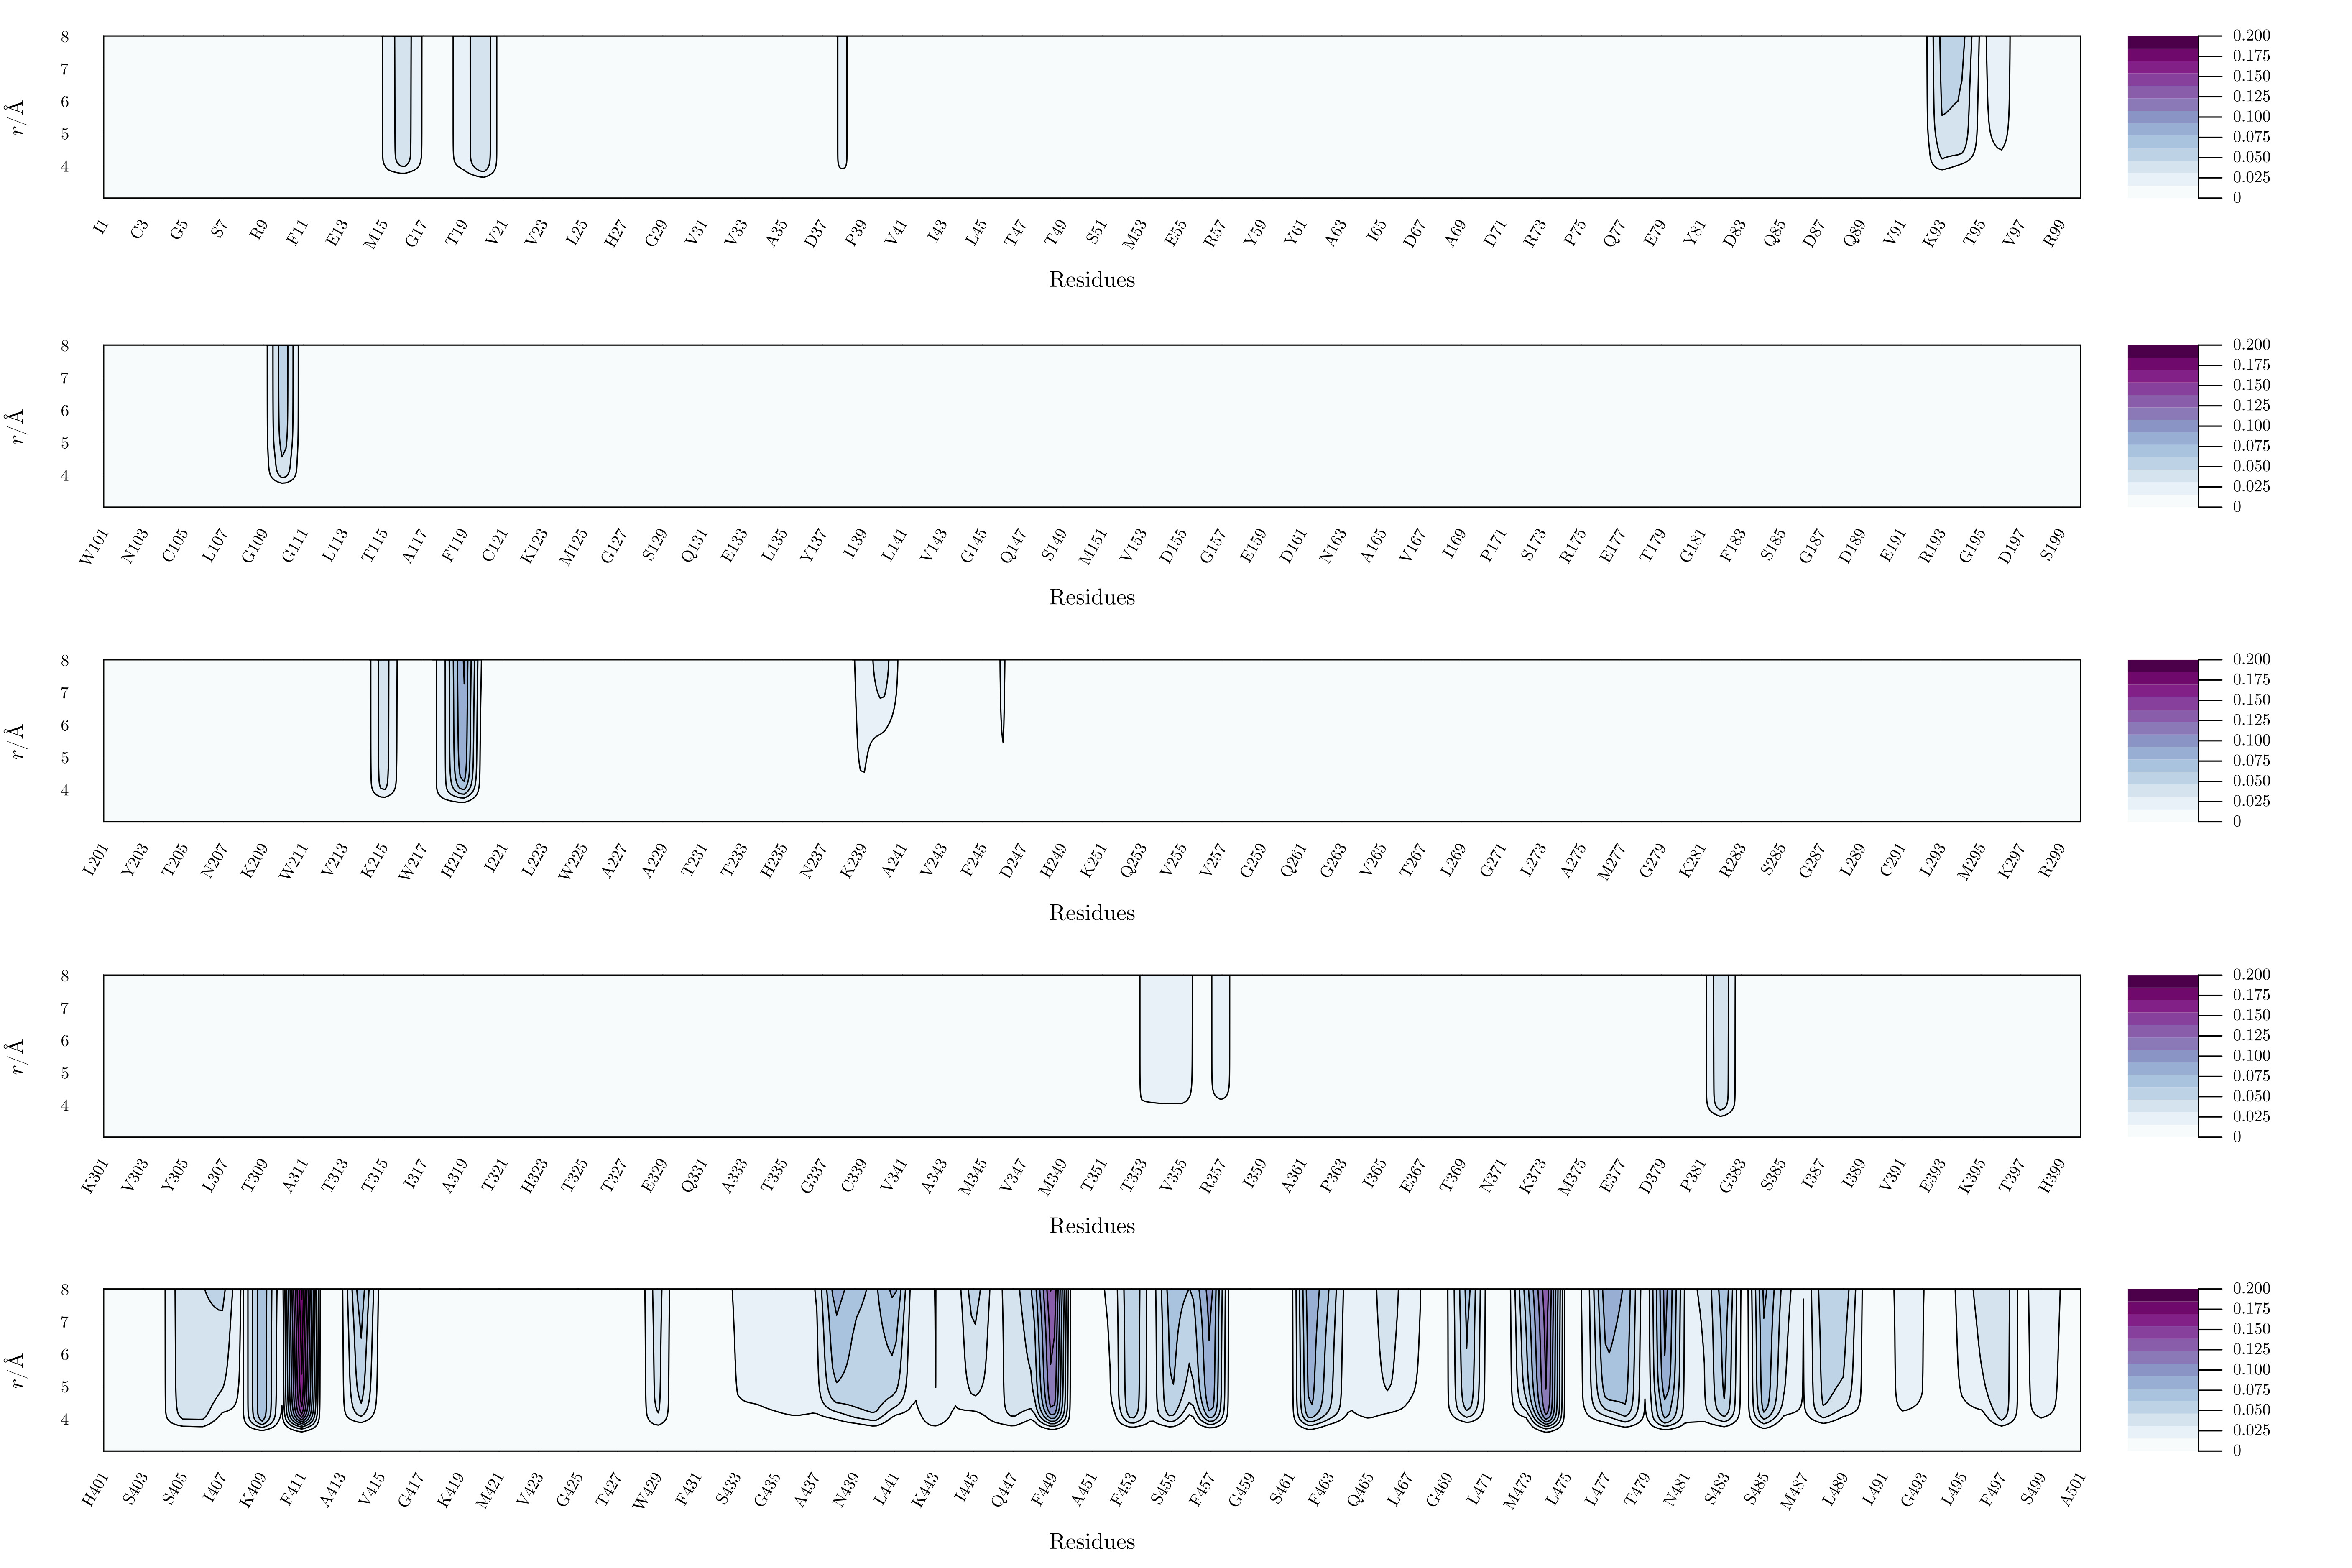 8 7 6 5 4
r/Å
0.200 0.175 0.150 0.125 0.100 0.075 0.050 0.025 0
I1 C3 G5 S7 R9 F11 E13 M15 G17 T19 V21 V23 L25 H27 G29 V31 V33 A35 D37 P39 V41 I43 L45 T47 T49 S51 M53 E55 R57 Y59 Y61 A63 I65 D67 A69 D71 R73 P75 Q77 E79 Y81 D83 Q85 D87 Q89 V91 K93 T95 V97 R99
Residues
8 7 6 5 4
r/Å
0.200 0.175 0.150 0.125 0.100 0.075 0.050 0.025 0
W101 N103 C105 L107 G109 G111 L113 T115 A117 F119 C121 K123 M125 G127 S129 Q131 E133 L135 Y137 I139 L141 V143 G145 Q147 S149 M151 V153 D155 G157 E159 D161 N163 A165 V167 I169 P171 S173 R175 E177 T179 G181 F183 S185 G187 D189 E191 R193 G195 D197 S199
Residues
8 7 6 5 4
r/Å
0.200 0.175 0.150 0.125 0.100 0.075 0.050 0.025 0
L201 Y203 T205 N207 K209 W211 V213 K215 W217 H219 I221 L223 W225 A227 A229 T231 T233 H235 N237 K239 A241 V243 F245 D247 H249 K251 Q253 V255 V257 G259 Q261 G263 V265 T267 L269 G271 L273 A275 M277 G279 K281 R283 S285 G287 L289 C291 L293 M295 K297 R299
Residues
8 7 6 5 4
r/Å
0.200 0.175 0.150 0.125 0.100 0.075 0.050 0.025 0
K301 V303 Y305 L307 T309 A311 T313 T315 I317 A319 T321 H323 T325 T327 E329 Q331 A333 T335 G337 C339 V341 A343 M345 V347 M349 T351 T353 V355 R357 I359 A361 P363 I365 E367 T369 N371 K373 M375 E377 D379 P381 G383 S385 I387 I389 V391 E393 K395 T397 H399
Residues
8 7 6 5 4
r/Å
0.200 0.175 0.150 0.125 0.100 0.075 0.050 0.025 0
H401 S403 S405 I407 K409 F411 A413 V415 G417 K419 M421 V423 G425 T427 W429 F431 S433 G435 A437 N439 L441 K443 I445 Q447 F449 A451 F453 S455 F457 G459 S461 F463 Q465 L467 G469 L471 M473 L475 L477 T479 N481 S483 S485 M487 L489 L491 G493 L495 F497 S499 A501
Residues